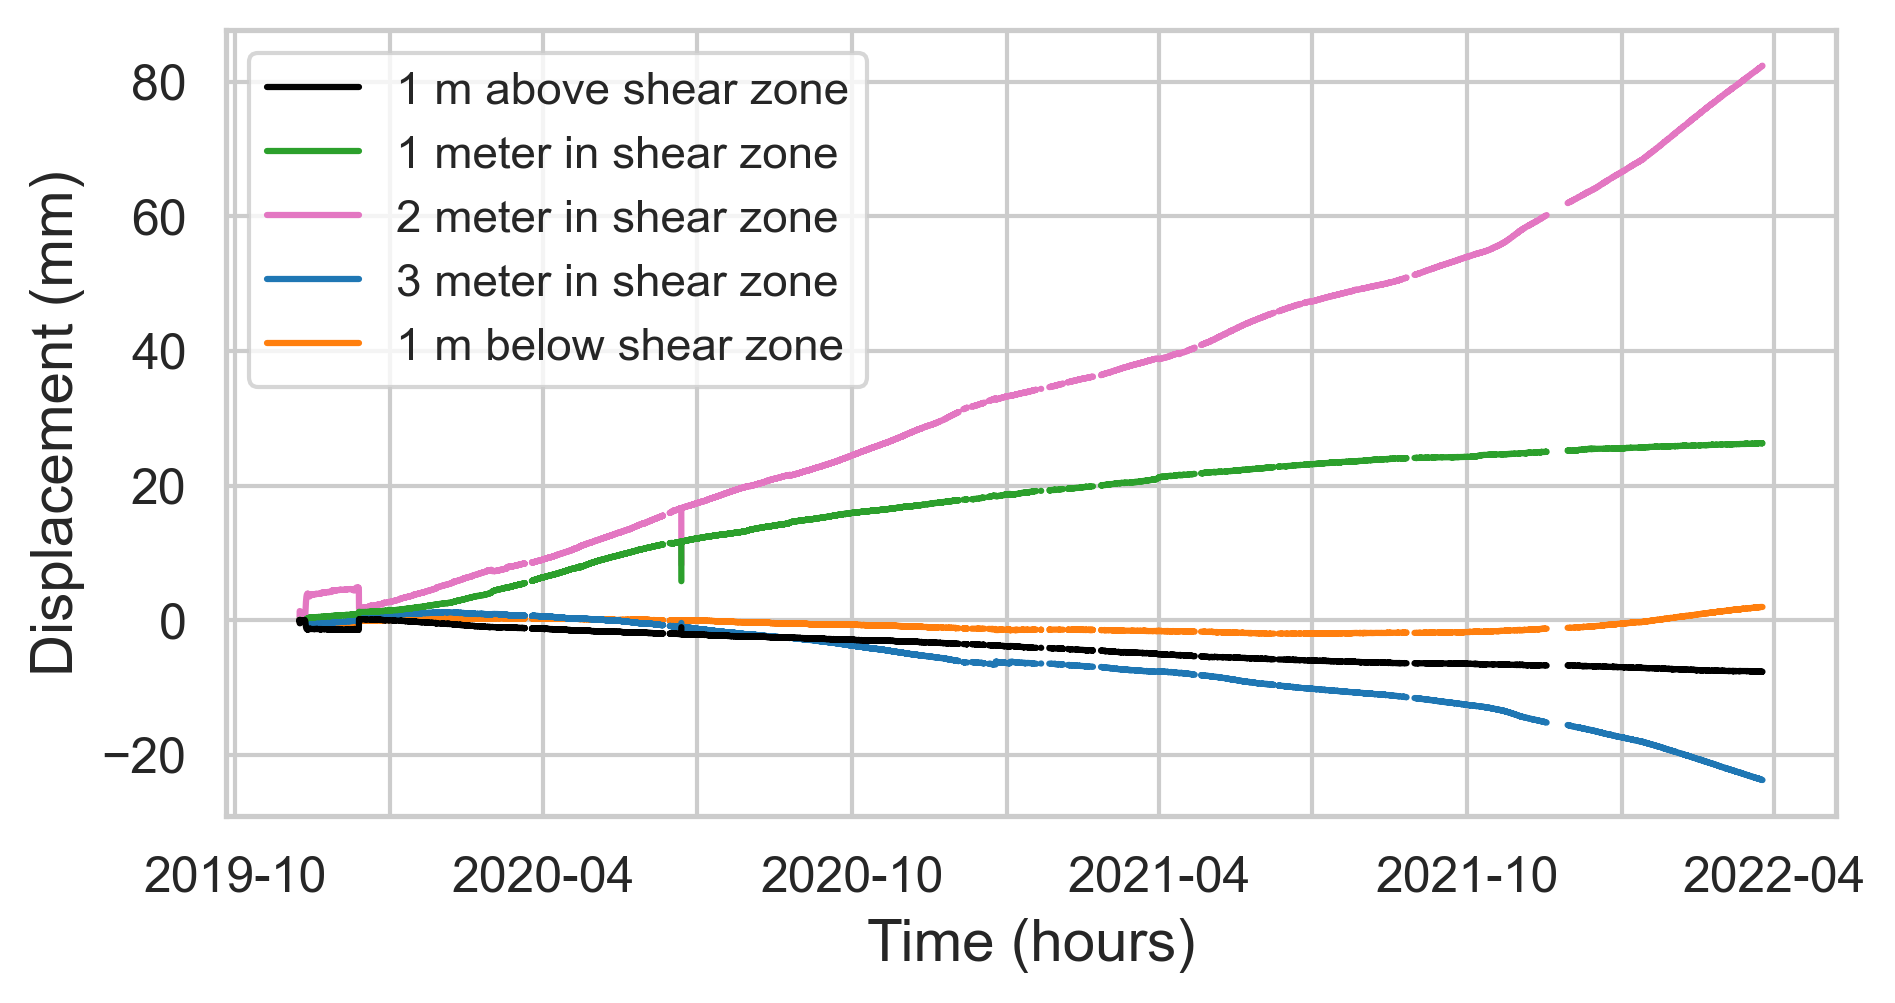 80
60
40
20
0
−20
Displacement (mm)
1 m above shear zone
1 meter in shear zone
2 meter in shear zone
3 meter in shear zone
1 m below shear zone
2019-10
2020-04
2020-10
2021-04
2021-10
2022-04
Time (hours)